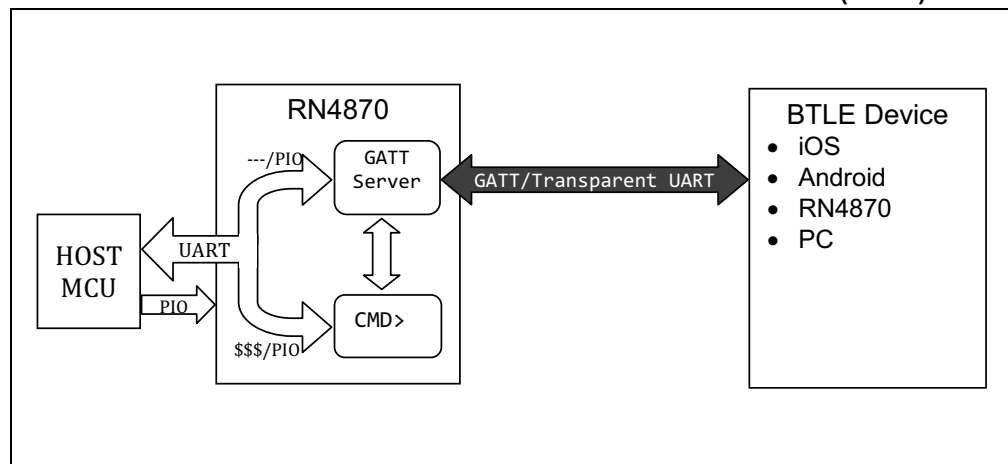 RN4870
---/PIO
GATT
Server
UART
HOST
MCU
PIO
CMD>
$$$/PIO
GATT/Transparent UART
BTLE Device
• iOS
• Android
• RN4870
• PC